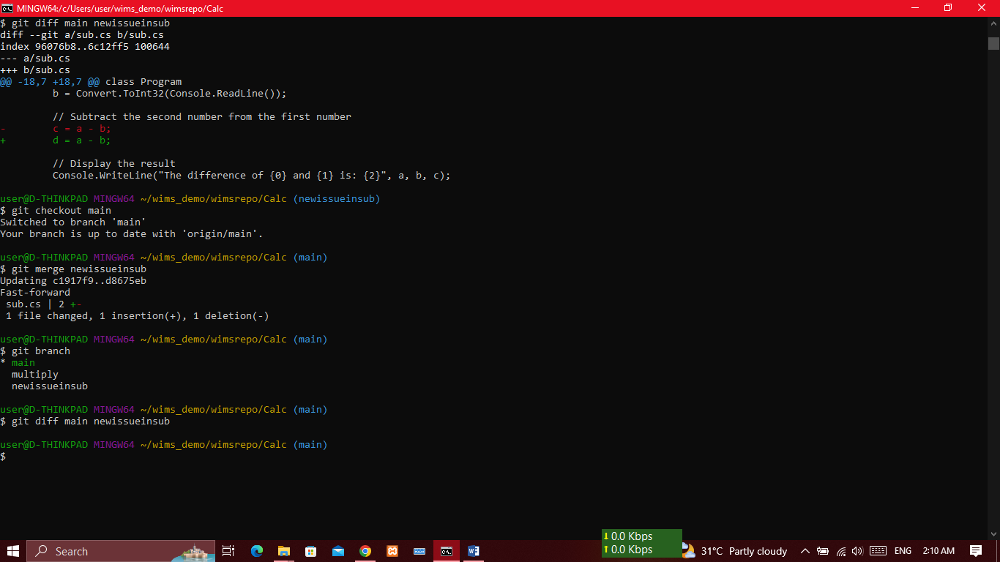 MINGW64:/c/Users/user/wims_demo/wimsrepo/Calc
$ git diff main newissueinsub
diff --git a/sub.cs b/sub.cs
index 96076b8..6c12ff5 100644
--- a/sub.cs
+++ b/sub.cs
@@ -18,7 +18,7 @@ class Program
         b = Convert.ToInt32(Console.ReadLine());
         // Subtract the second number from the first number
-        c = a - b;
+        d = a - b;
         // Display the result
         Console.WriteLine("The difference of {0} and {1} is: {2}", a, b, c);
user@D-THINKPAD MINGW64 ~/wims_demo/wimsrepo/Calc (newissueinsub)
$ git checkout main
Switched to branch 'main'
Your branch is up to date with 'origin/main'.
user@D-THINKPAD MINGW64 ~/wims_demo/wimsrepo/Calc (main)
$ git merge newissueinsub
Updating c1917f9..d8675eb
Fast-forward
 sub.cs | 2 +-
 1 file changed, 1 insertion(+), 1 deletion(-)
user@D-THINKPAD MINGW64 ~/wims_demo/wimsrepo/Calc (main)
$ git branch
* main
  multiply
  newissueinsub
user@D-THINKPAD MINGW64 ~/wims_demo/wimsrepo/Calc (main)
$ git diff main newissueinsub
user@D-THINKPAD MINGW64 ~/wims_demo/wimsrepo/Calc (main)
$
0.0 Kbps
0.0 Kbps
Search
31°C Partly cloudy
ENG
2:10 AM